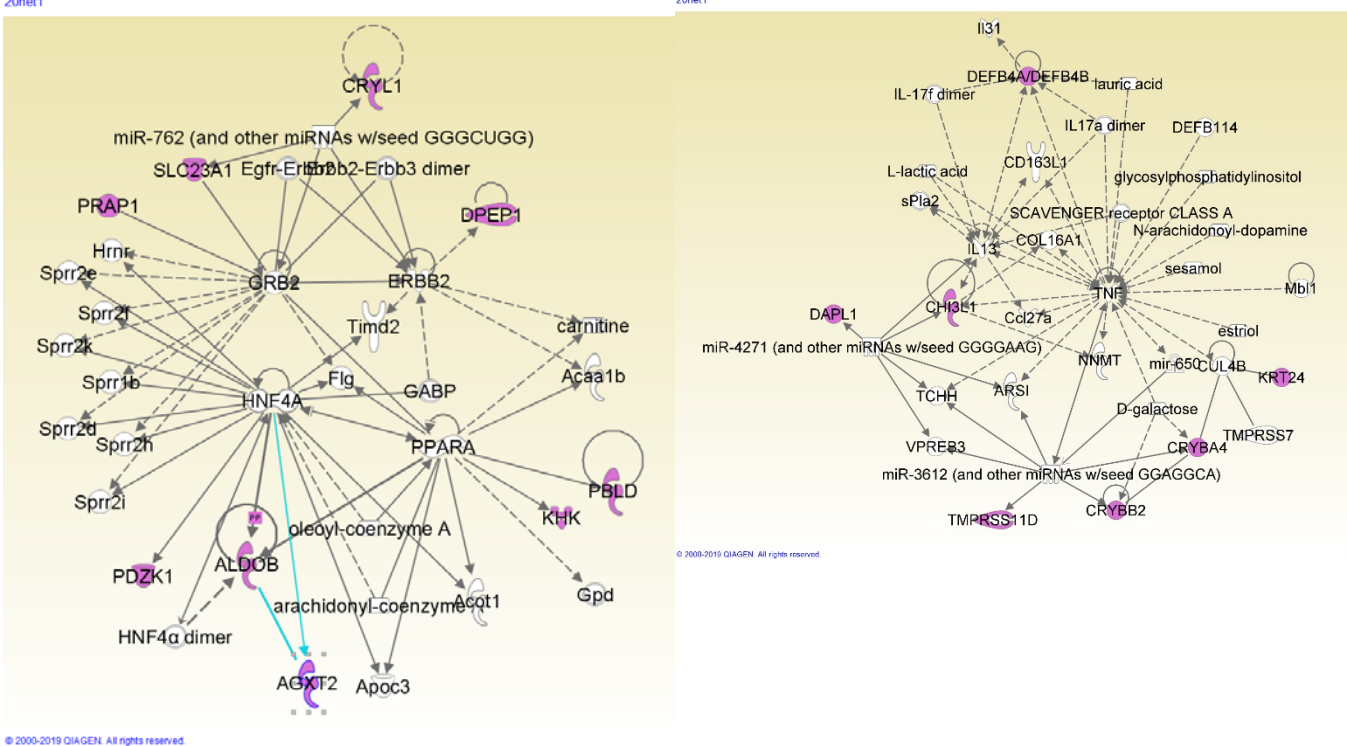 20net1
CRYL1
miR-762 (and other miRNAs w/seed GGGCUGG)
SLC23A1
2-Erbb3 dimer
PRAP1
DPEP1
Hrnr
Sprr2e
GRB2
ERBB2
Sprr2f
Timd2
carnitine
Sprr2k
Sprr1b
Flg
GABP
Acaa1b
HNF4A
Sprr2d
Sprr2h
PPARA
Sprr2i
PBLD
PP
oleoyl-coenzyme A
KHK
PDZK1
ALDOB
arachidonyl-coenzyme
Acot1
Gpd
HNF4α dimer
AGXT2
Apoc3
© 2000-2019 QIAGEN. All rights reserved.
Il31
DEFB4A/DEFB4B
lauric acid
IL-17f dimer
IL17a dimer
DEFB114
CD163L1
L-lactic acid
glycosylphosphatidylinositol
sPla2
SCAVENGER receptor CLASS A
N-arachidonoyl-dopamine
IL13
COL16A1
sesamol
TNF
Mbl1
CHI3L1
DAPL1
Ccl27a
estriol
miR-4271 (and other miRNAs w/seed GGGGAAG)
NNMT
mir-650
CUL4B
KRT24
TCHH
ARSI
D-galactose
TMPRSS7
VPREB3
CRYBA4
miR-3612 (and other miRNAs w/seed GGAGGCA)
TMPRSS11D
CRYBB2
© 2000-2019 QIAGEN. All rights reserved.